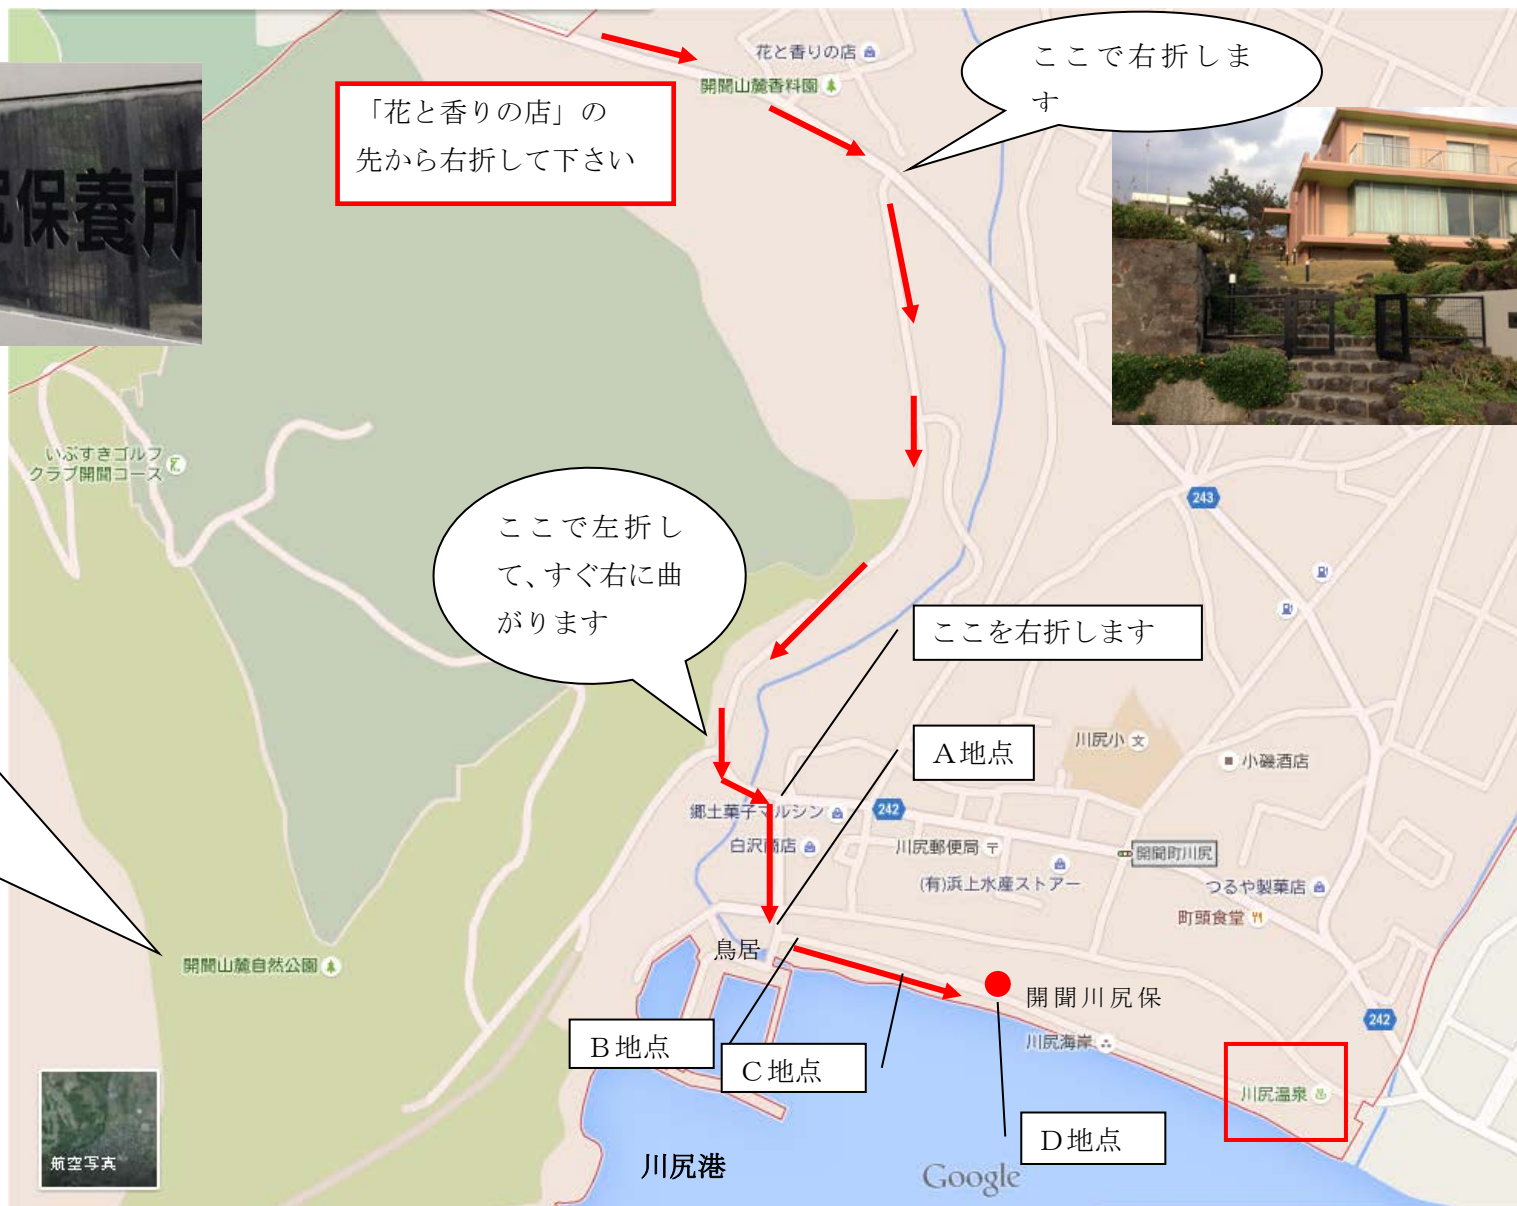 花と香りの店
開聞山麓香料園
ここで右折しま
す
「花と香りの店」の
先から右折して下さい
尻保養所
いぶすきゴルフ
クラブ開聞コース
243
ここで左折し
て、すぐ右に曲
がります
ここを右折します
A地点
川尻小 文
小磯酒店
郷土菓子マルシン
242
白沢商店
川尻郵便局 〒
開聞町川尻
(有)浜上水産ストアー
つるや製菓店
町頭食堂
鳥居
開聞山麓自然公園
開聞川尻保
242
B地点
川尻海岸
C地点
川尻温泉
D地点
航空写真
川尻港
Google